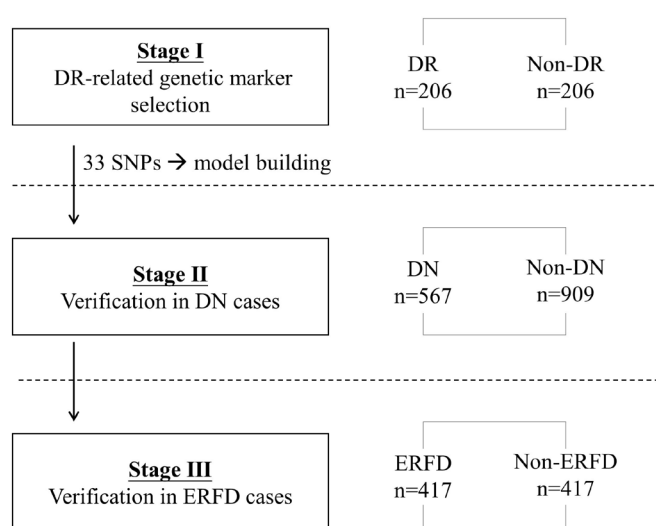 Stage I
DR-related genetic marker
selection
DR
n=206
Non-DR
n=206
33 SNPs → model building
Stage II
Verification in DN cases
DN
n=567
Non-DN
n=909
Stage III
Verification in ERFD cases
ERFD
n=417
Non-ERFD
n=417